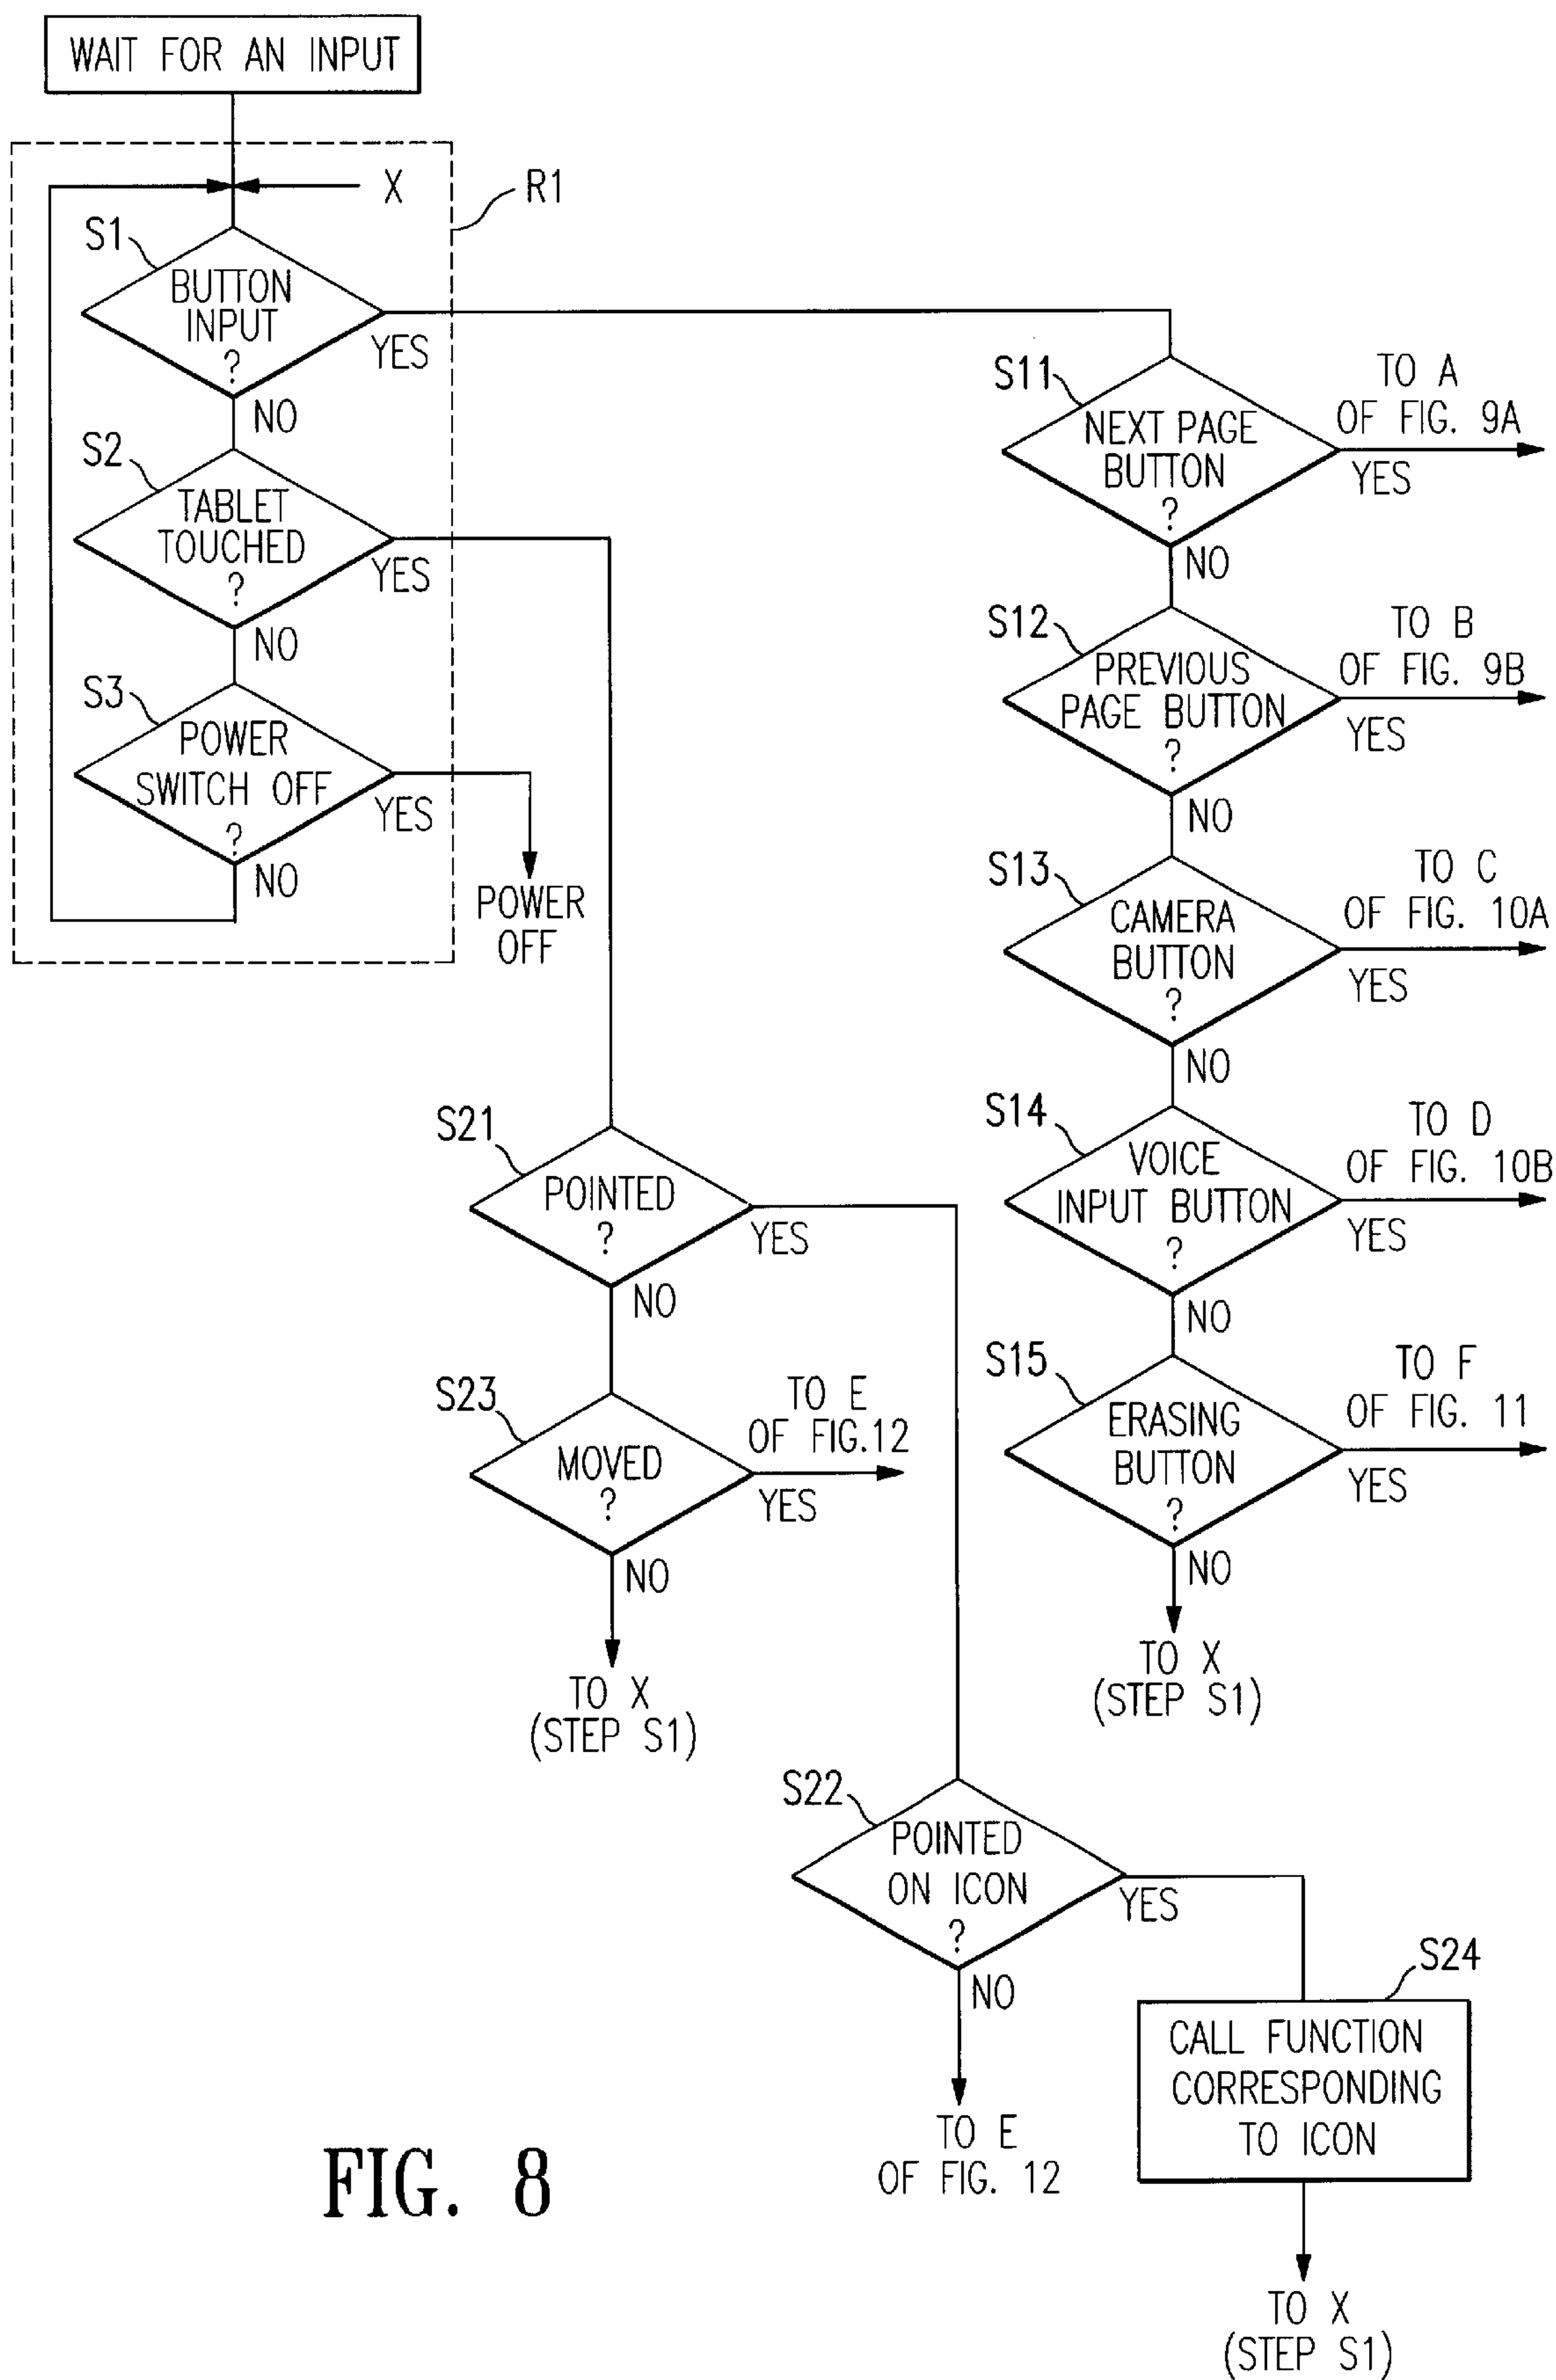 WAIT FOR AN INPUT
X
R1
S1
BUTTON
INPUT
?
YES
NO
S2
TABLET
TOUCHED
?
YES
NO
S3
POWER
SWITCH OFF
?
YES
NO
POWER
OFF
S11
NEXT PAGE
BUTTON
?
TO A
OF FIG. 9A
YES
NO
S12
PREVIOUS
PAGE BUTTON
?
TO B
OF FIG. 9B
YES
NO
S13
CAMERA
BUTTON
?
TO C
OF FIG. 10A
YES
NO
S14
VOICE
INPUT BUTTON
?
TO D
OF FIG. 10B
YES
NO
S15
ERASING
BUTTON
?
TO F
OF FIG. 11
YES
NO
TO X
(STEP S1)
S21
POINTED
?
YES
NO
S23
MOVED
?
TO E
OF FIG.12
YES
NO
TO X
(STEP S1)
S22
POINTED
ON ICON
?
YES
NO
TO E
OF FIG. 12
S24
CALL FUNCTION
CORRESPONDING
TO ICON
TO X
(STEP S1)
FIG. 8